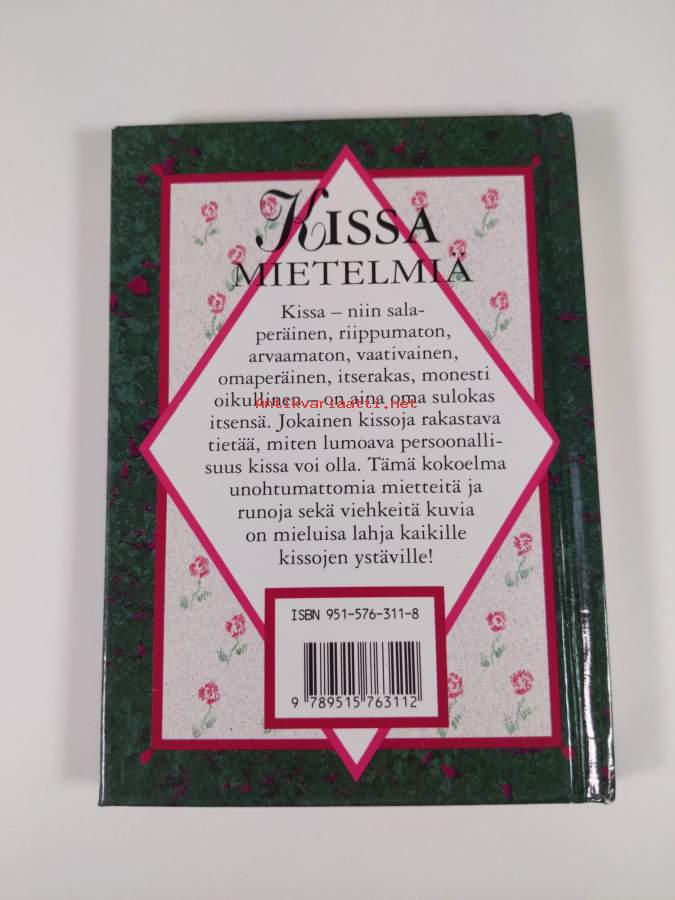 KISSA
MIETELMIÄ
Kissa – niin sala-
peräinen, riippumaton,
arvaamaton, vaativainen,
omaperäinen, itserakas, monesti
oikullinen – on aina oma sulokas
Antikvariaatti.net
itsensä. Jokainen kissoja rakastava
tietää, miten lumoava persoonalli-
suus kissa voi olla. Tämä kokoelma
unohtumattomia mietteitä ja
runoja sekä viehkeitä kuvia
on mieluisa lahja kaikille
kissojen ystäville!
ISBN 951-576-311-8
9 789515 763112